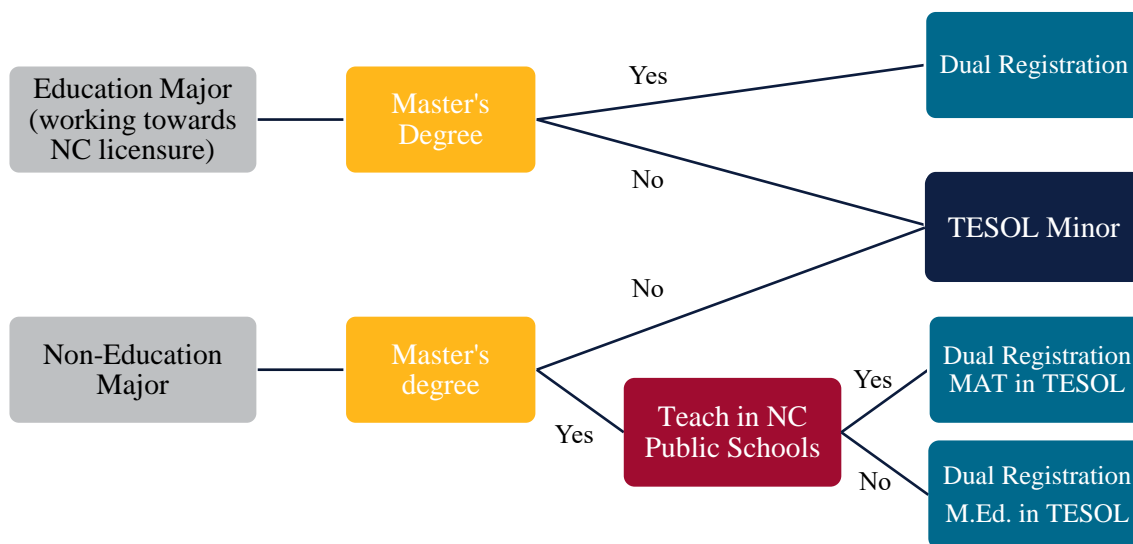 Education Major
(working towards
NC licensure)
Master's
Degree
Yes
No
Dual Registration
TESOL Minor
Non-Education
Major
Master's
degree
No
Yes
Teach in NC
Public Schools
Yes
No
Dual Registration
MAT in TESOL
Dual Registration
M.Ed. in TESOL